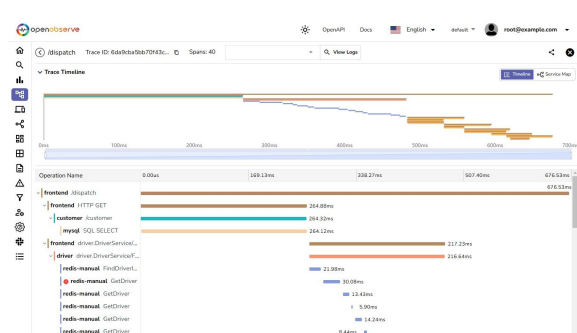 openobserve
OpenAPI
Docs
English
default
root@example.com
/dispatch
Trace ID: 6da9cba5bb70f43c...
Spans: 40
View Logs
Trace Timeline
Timeline
Service Map
0ms 100ms 200ms 300ms 400ms 500ms 600ms 700ms
Operation Name 0.00us 169.13ms 338.27ms 507.40ms 676.53ms
676.53ms
frontend /dispatch
frontend HTTP GET 264.88ms
customer /customer 264.32ms
mysql SQL SELECT 264.12ms
frontend driver.DriverService/... 217.23ms
driver driver.DriverService/F... 216.64ms
redis-manual FindDriverI... 21.98ms
redis-manual GetDriver 30.08ms
redis-manual GetDriver 13.43ms
redis-manual GetDriver 5.90ms
redis-manual GetDriver 14.24ms
redis-manual GetDriver 9.44ms